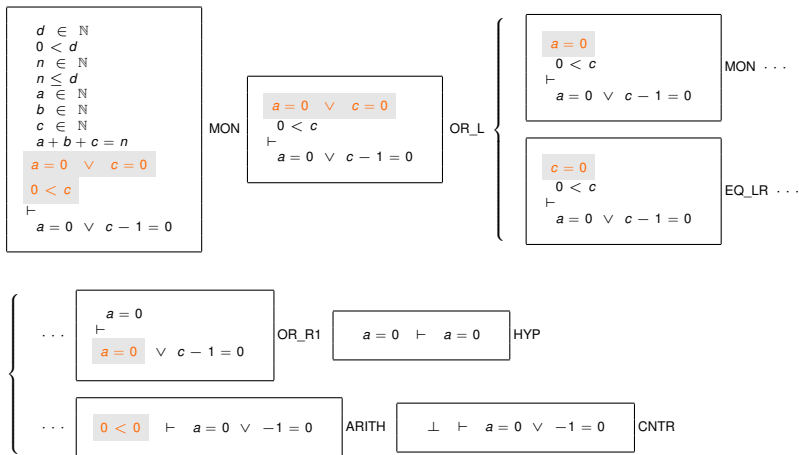 d ∈ ℕ
0 < d
n ∈ ℕ
n ≤ d
a ∈ ℕ
b ∈ ℕ
c ∈ ℕ
a + b + c = n
a = 0 ∨ c = 0
0 < c
⊢
a = 0 ∨ c − 1 = 0
MON
a = 0 ∨ c = 0
0 < c
⊢
a = 0 ∨ c − 1 = 0
OR_L
a = 0
0 < c
⊢
a = 0 ∨ c − 1 = 0
MON · · ·
c = 0
0 < c
⊢
a = 0 ∨ c − 1 = 0
EQ_LR · · ·
· · ·
a = 0
⊢
a = 0 ∨ c − 1 = 0
OR_R1
a = 0 ⊢ a = 0
HYP
· · ·
0 < 0 ⊢ a = 0 ∨ −1 = 0
ARITH
⊥ ⊢ a = 0 ∨ −1 = 0
CNTR